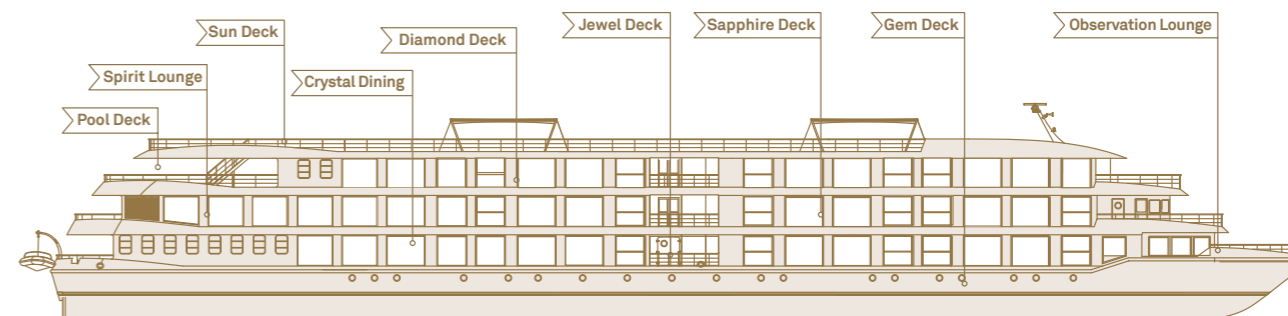 Pool Deck
Spirit Lounge
Sun Deck
Crystal Dining
Diamond Deck
Jewel Deck
Sapphire Deck
Gem Deck
Observation Lounge